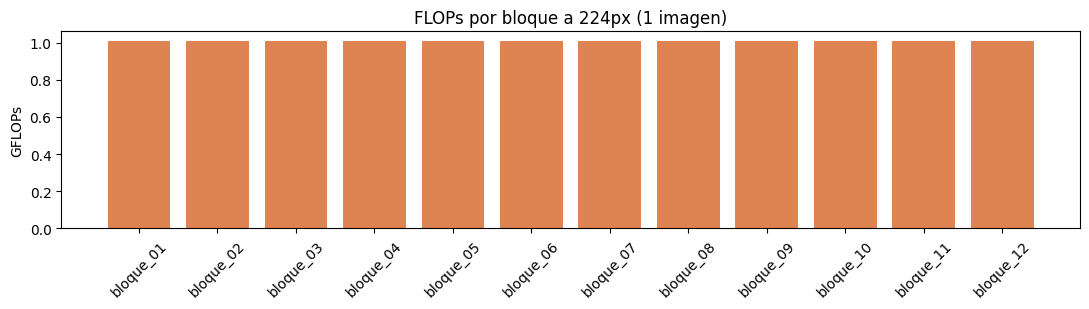 FLOPs por bloque a 224px (1 imagen)
GFLOPs
1.0
0.8
0.6
0.4
0.2
0.0
bloque_01
bloque_02
bloque_03
bloque_04
bloque_05
bloque_06
bloque_07
bloque_08
bloque_09
bloque_10
bloque_11
bloque_12